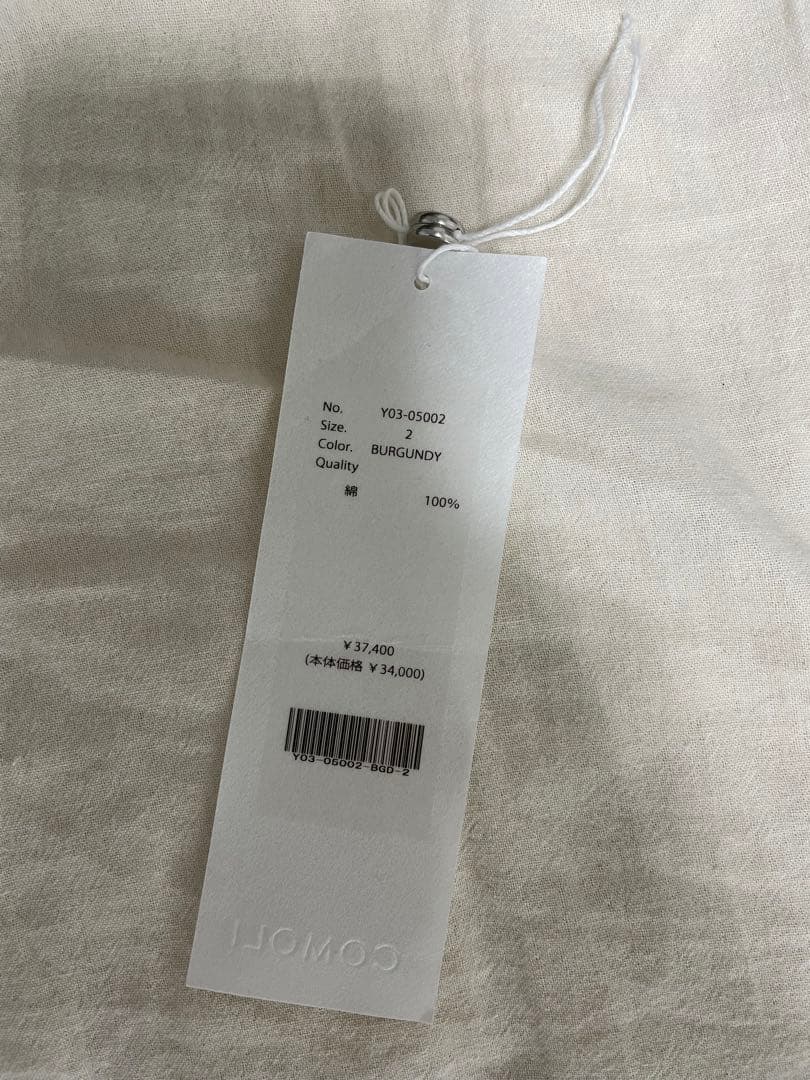 No. Y03-05002
Size. 2
Color. BURGUNDY
Quality
綿 100%
¥37,400
(本体価格 ¥34,000)
Y03-05002-BGD-2
COMOLI